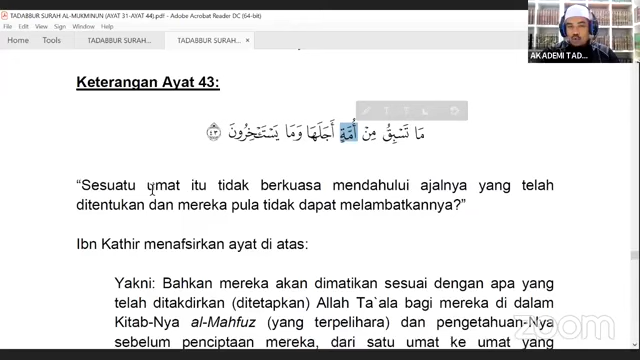 TADABBUR SURAH AL-MUKMINUN (AYAT 31-AYAT 44).pdf - Adobe Acrobat Reader DC (64-bit)
File Edit View Sign Window Help
Home Tools TADABBUR SURAH... TADABBUR SURAH... ×
AKADEMI TAD...
Keterangan Ayat 43:
مَا تَسْبِقُ مِنْ أُمَّةٍ أَجَلَهَا وَمَا يَسْتَـْٔخِرُونَ ﴿٤٣﴾
“Sesuatu umat itu tidak berkuasa mendahului ajalnya yang telah
ditentukan dan mereka pula tidak dapat melambatkannya?”
Ibn Kathir menafsirkan ayat di atas:
Yakni: Bahkan mereka akan dimatikan sesuai dengan apa yang
telah ditakdirkan (ditetapkan) Allah Ta`ala bagi mereka di dalam
Kitab-Nya al-Mahfuz (yang terpelihara) dan pengetahuan-Nya
sebelum penciptaan mereka, dari satu umat ke umat yang
zoom